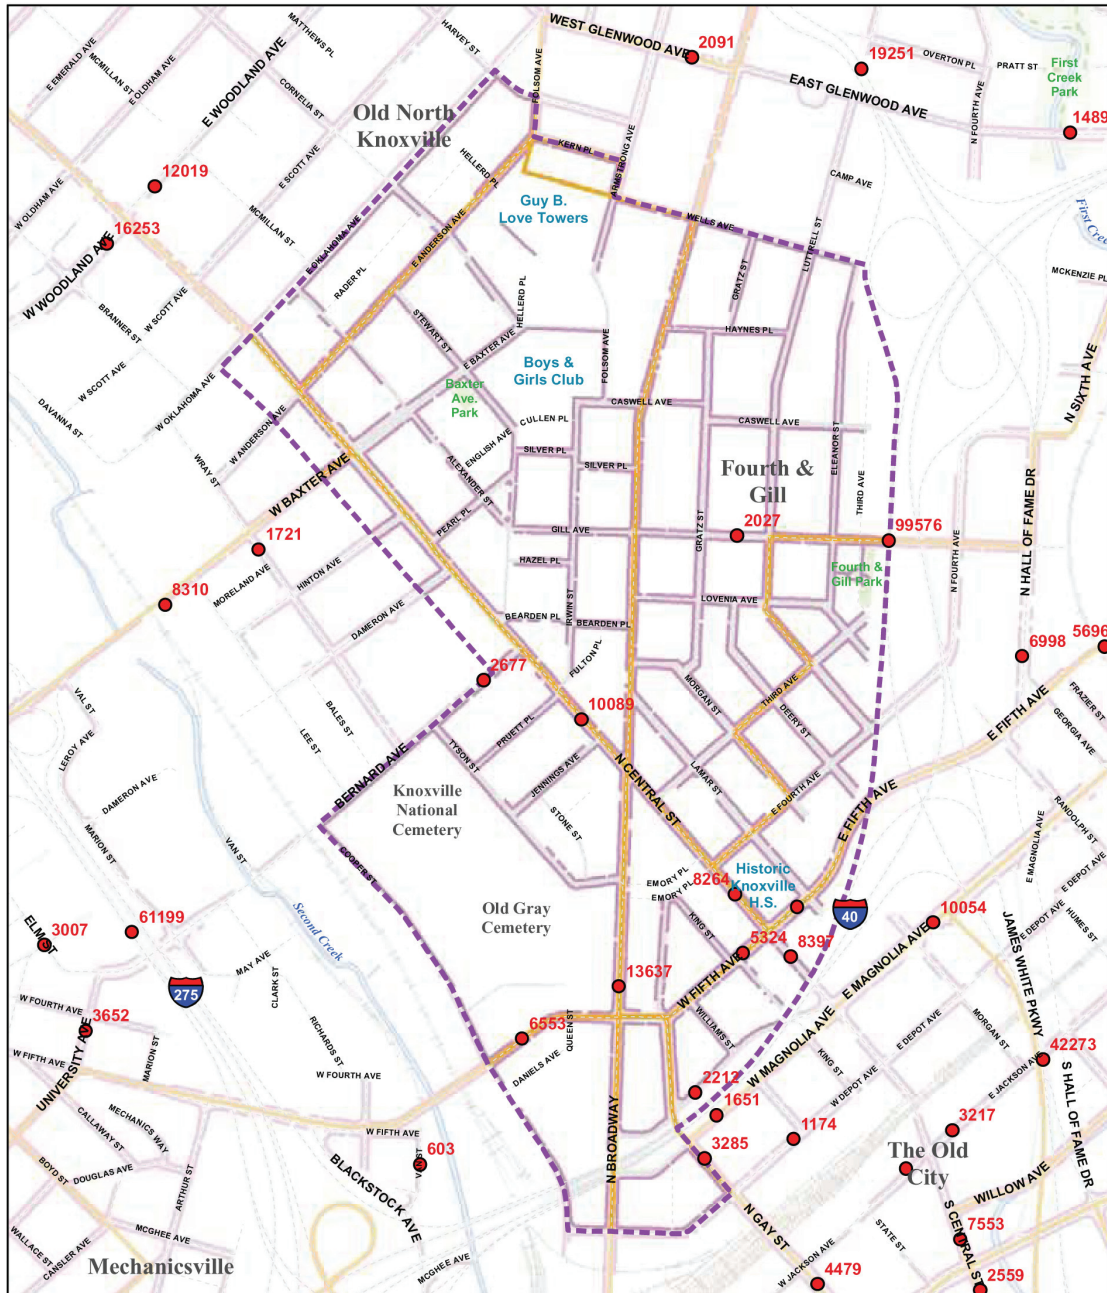 MATTHEWS PL
HARVEY ST
WEST GLENWOOD AVE
2091
19251
OVERTON PL
PRATT ST
First
Creek
Park
E EMERALD AVE
MCMILLAN ST
E OLDHAM AVE
E WOODLAND AVE
CORNELIA ST
FOLSOM AVE
EAST GLENWOOD AVE
N FOURTH AVE
1489
Old North
Knoxville
E SCOTT AVE
HELLERD PL
KERN PL
ARMSTRONG AVE
CAMP AVE
12019
W OLDHAM AVE
MCMILLAN ST
Guy B.
Love Towers
WELLS AVE
LUTTRELL ST
First Creek
16253
W WOODLAND AVE
E OKLAHOMA AVE
E ANDERSON AVE
RADER PL
GRATZ ST
MCKENZIE PL
BRANNER ST
W SCOTT AVE
STEWART ST
HELLERD PL
HAYNES PL
W SCOTT AVE
W OKLAHOMA AVE
E BAXTER AVE
Boys &
Girls Club
FOLSOM AVE
N SIXTH AVE
DAVANNA ST
Baxter
Ave.
Park
CASWELL AVE
CASWELL AVE
CULLEN PL
W ANDERSON AVE
WRAY ST
ENGLISH AVE
SILVER PL
SILVER PL
ELEANOR ST
THIRD AVE
W BAXTER AVE
ALEXANDER ST
Fourth &
Gill
N HALL OF FAME DR
PEARL PL
GILL AVE
GRATZ ST
2027
99576
1721
HINTON AVE
HAZEL PL
Fourth &
Gill Park
N FOURTH AVE
MORELAND AVE
8310
DAMERON AVE
BEARDEN PL
IRWIN ST
BEARDEN PL
LOVENIA AVE
2677
FULTON PL
6998
5696
VAL ST
MORGAN ST
THIRD AVE
DEERY ST
FRAZIER ST
BALES ST
LEE ST
LEROY AVE
10089
PRUETT PL
TYSON ST
GEORGIA AVE
E FIFTH AVE
BERNARD AVE
DAMERON AVE
Knoxville
National
Cemetery
JENNINGS AVE
N CENTRAL ST
LAMAR ST
E FOURTH AVE
E FIFTH AVE
STONE ST
RANDOLPH ST
MARION ST
VAN ST
COOPER ST
EMORY PL
EMORY PL
8264
Historic
Knoxville
H.S.
E MAGNOLIA AVE
E DEPOT AVE
Old Gray
Cemetery
40
10054
HUMES ST
ELM ST
3007
61199
Second Creek
KING ST
5324
8397
E DEPOT AVE
MAY AVE
CLARK ST
275
13637
W FIFTH AVE
E MAGNOLIA AVE
JAMES WHITE PKWY
W FOURTH AVE
3652
RICHARDS ST
6553
QUEEN ST
WILLIAMS ST
E DEPOT AVE
MORGAN ST
MARION ST
W FIFTH AVE
UNIVERSITY AVE
DANIELS AVE
W FOURTH AVE
W MAGNOLIA AVE
KING ST
E JACKSON AVE
42273
2212
1651
W DEPOT AVE
S HALL OF FAME DR
CALLAWAY ST
MECHANICS WAY
W FIFTH AVE
603
VAN ST
3285
1174
3217
The Old
City
BOYD ST
DOUGLAS AVE
ARTHUR ST
BLACKSTOCK AVE
N BROADWAY
WILLOW AVE
N GAY ST
STATE ST
S CENTRAL ST
7553
WALLACE ST
CANSLER AVE
MCGHEE AVE
Mechanicsville
MCGHEE AVE
W JACKSON AVE
4479
2559